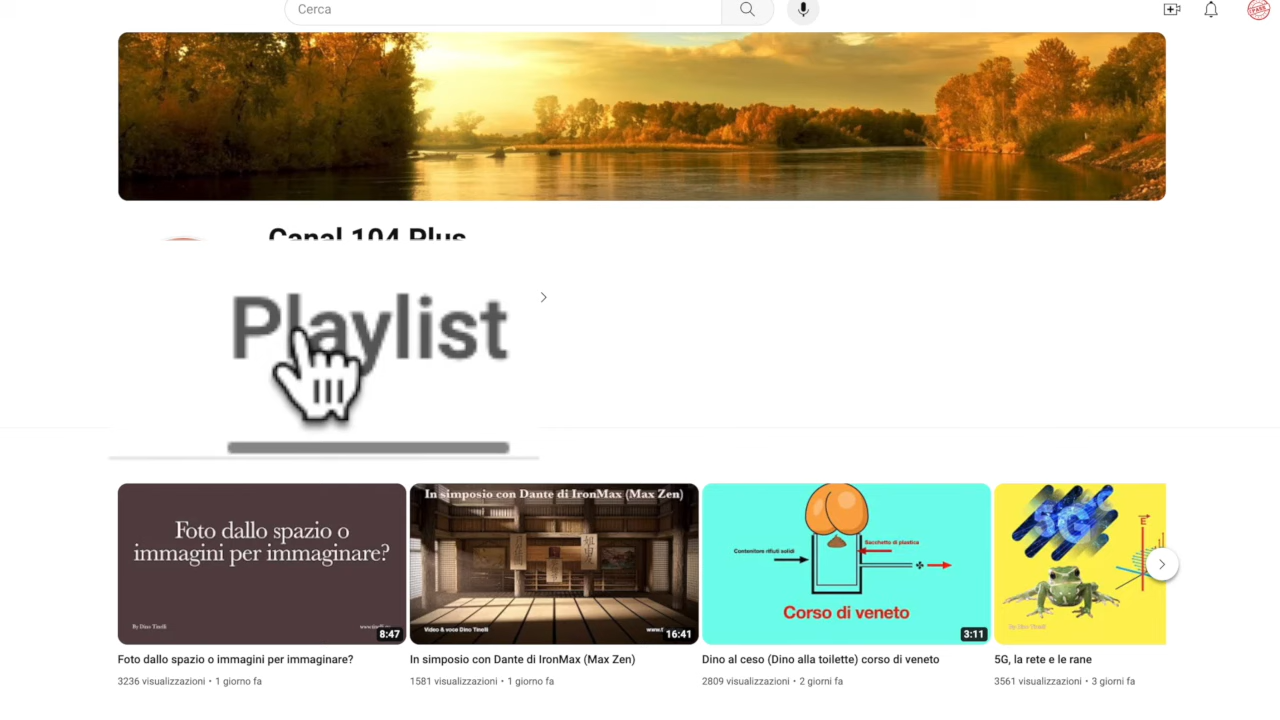 Cerca
Canal 104 Plus
Playlist
Foto dallo spazio o
immagini per immaginare?
By Dino Tinelli
8:47
In simposio con Dante di IronMax (Max Zen)
Video & voce Dino Tinelli
16:41
Contenitore rifiuti solidi
Sacchetto di plastica
Corso di veneto
3:11
5G
E
By Dino Tinelli
Foto dallo spazio o immagini per immaginare?
3236 visualizzazioni • 1 giorno fa
In simposio con Dante di IronMax (Max Zen)
1581 visualizzazioni • 1 giorno fa
Dino al ceso (Dino alla toilette) corso di veneto
2809 visualizzazioni • 2 giorni fa
5G, la rete e le rane
3561 visualizzazioni • 3 giorni fa